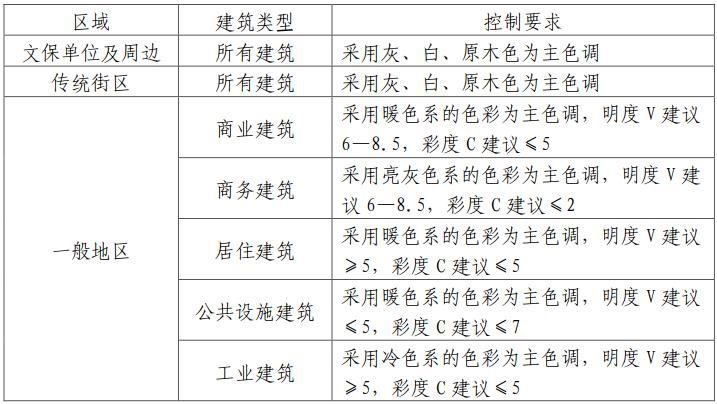 区域 建筑类型 控制要求
文保单位及周边 所有建筑 采用灰、白、原木色为主色调
传统街区 所有建筑 采用灰、白、原木色为主色调
一般地区
商业建筑
采用暖色系的色彩为主色调，明度 V 建议
6—8.5，彩度 C 建议≤5
商务建筑
采用亮灰色系的色彩为主色调，明度 V 建
议 6—8.5，彩度 C 建议≤2
居住建筑
采用暖色系的色彩为主色调，明度 V 建议
≥5，彩度 C 建议≤5
公共设施建筑
采用暖色系的色彩为主色调，明度 V 建议
≤5，彩度 C 建议≤7
工业建筑
采用冷色系的色彩为主色调，明度 V 建议
≥5，彩度 C 建议≤5